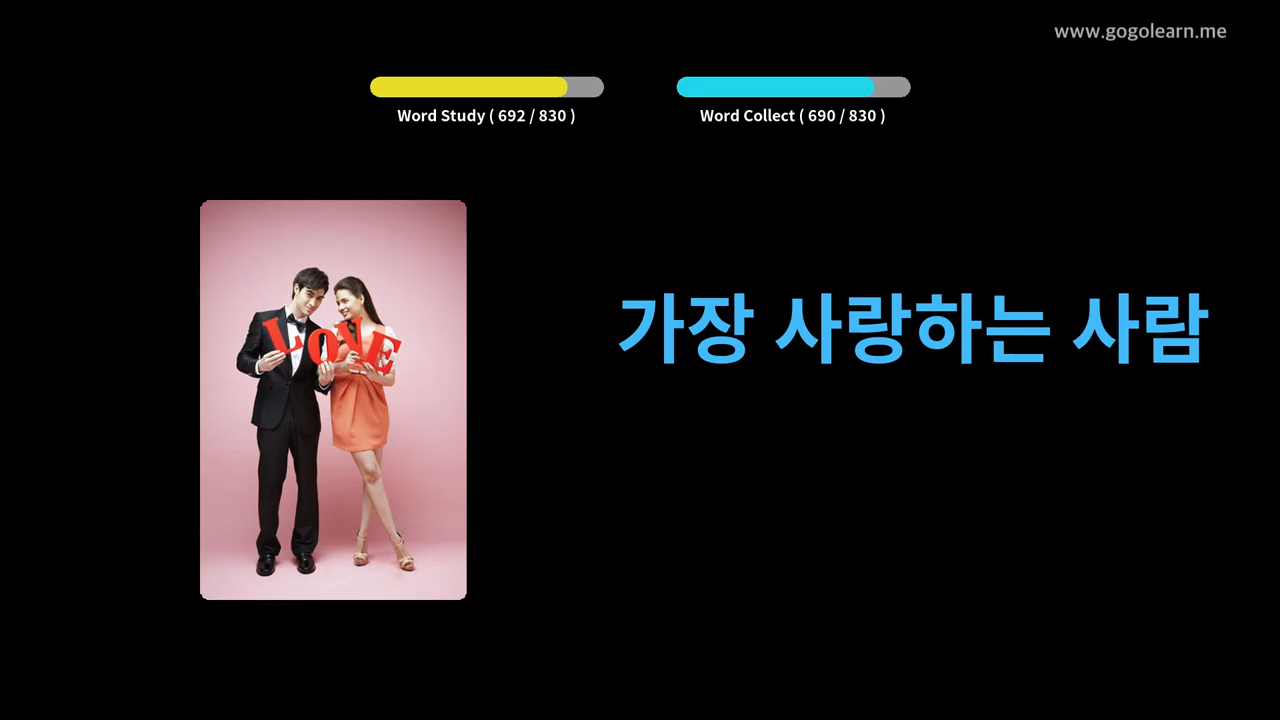 www.gogolearn.me
Word Study ( 692 / 830 )
Word Collect ( 690 / 830 )
LOVE
가장 사랑하는 사람